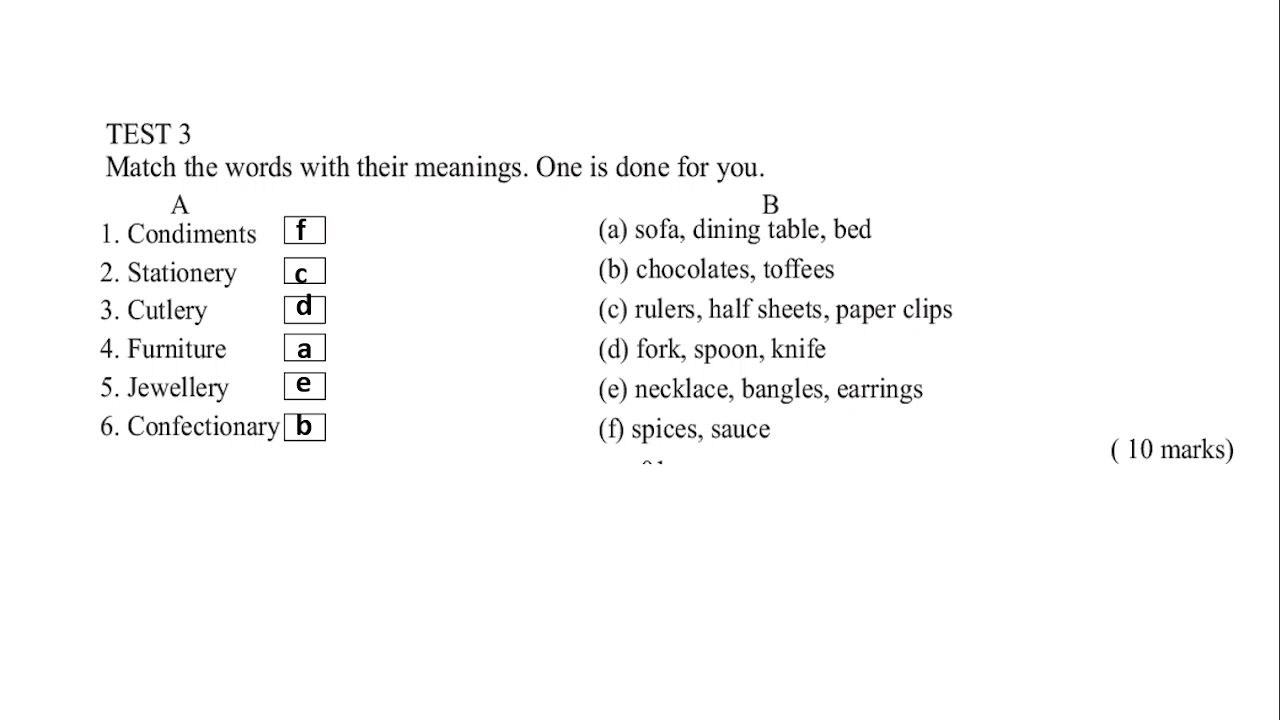 TEST 3
Match the words with their meanings. One is done for you.
A B
1. Condiments f (a) sofa, dining table, bed
2. Stationery c (b) chocolates, toffees
3. Cutlery d (c) rulers, half sheets, paper clips
4. Furniture a (d) fork, spoon, knife
5. Jewellery e (e) necklace, bangles, earrings
6. Confectionary b (f) spices, sauce
( 10 marks)